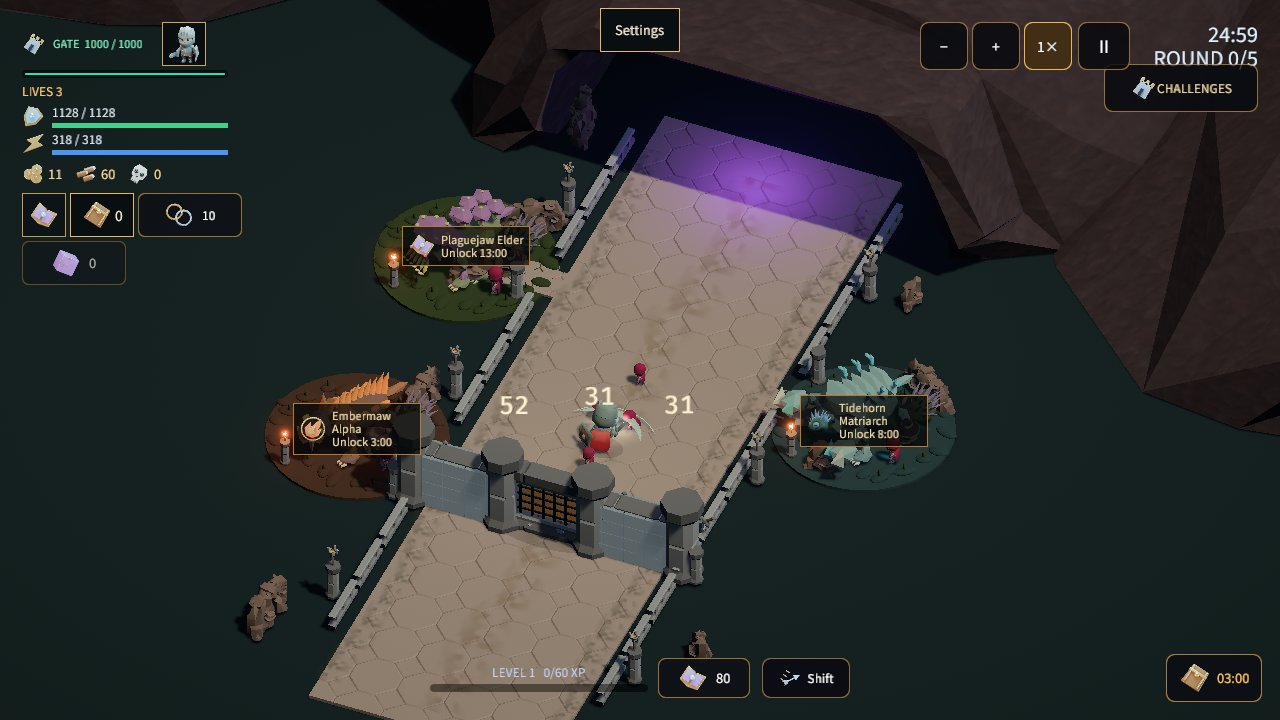 GATE 1000 / 1000
Settings
−
+
1×
24:59
ROUND 0/5
CHALLENGES
LIVES 3
1128 / 1128
318 / 318
11
60
0
0
10
0
Plaguejaw Elder
Unlock 13:00
52
31
31
Embermaw
Alpha
Unlock 3:00
Tidehorn
Matriarch
Unlock 8:00
LEVEL 1 0/60 XP
80
Shift
03:00